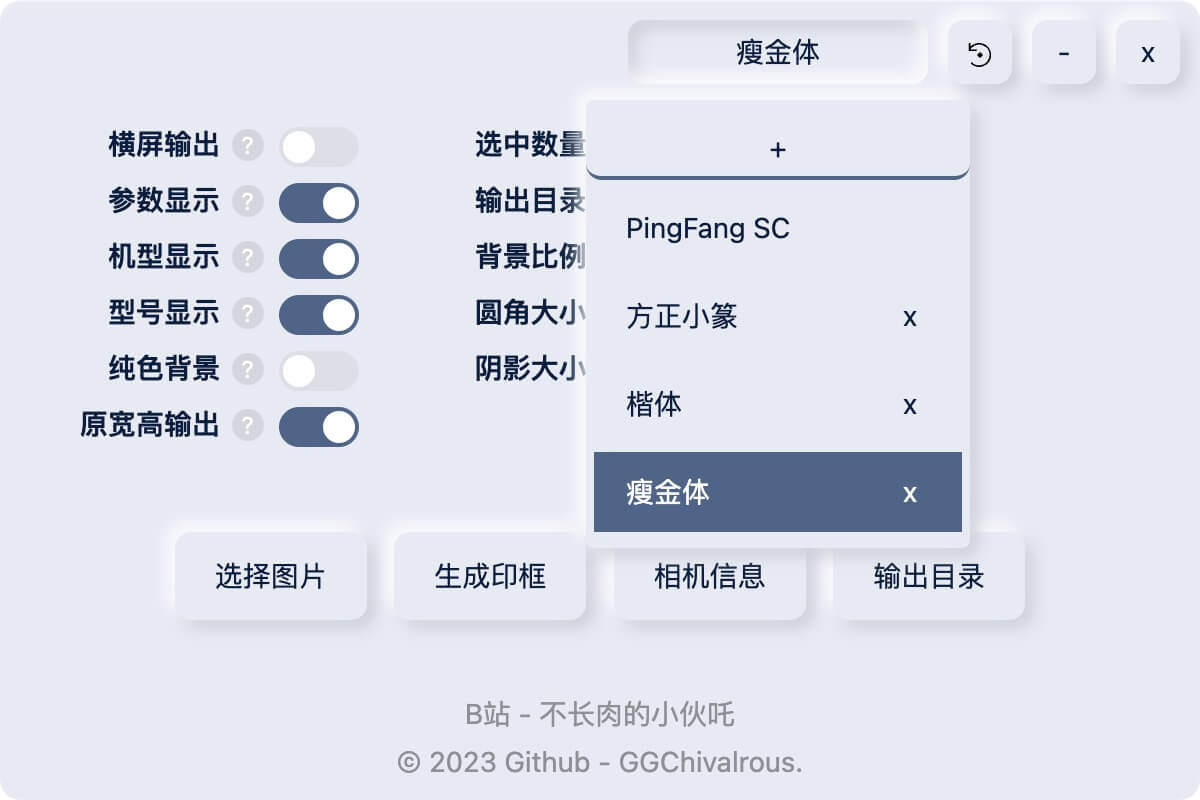 瘦金体
-
x
横屏输出 ?
选中数量
+
参数显示 ?
输出目录
PingFang SC
机型显示 ?
背景比例
型号显示 ?
圆角大小
方正小篆 x
纯色背景 ?
阴影大小
楷体 x
原宽高输出 ?
瘦金体 x
选择图片
生成印框
相机信息
输出目录
B站 - 不长肉的小伙吒
© 2023 Github - GGChivalrous.